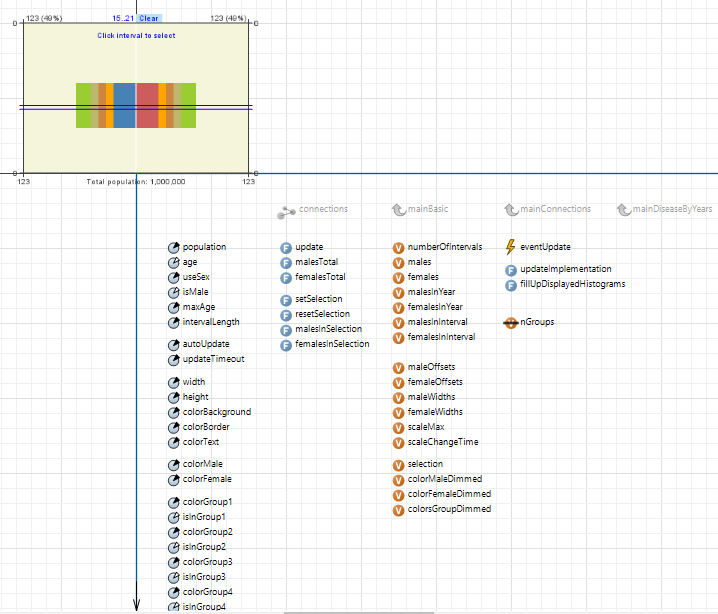 0 123 (49%) 15..21 Clear 123 (49%) 0
Click interval to select
0 0
123 Total population: 1,000,000 123
connections mainBasic mainConnections mainDiseaseByYears
population update numberOfIntervals eventUpdate
age malesTotal males
useSex femalesTotal females
isMale malesInYear
maxAge femalesInYear
intervalLength malesInInterval
femalesInInterval
setSelection
resetSelection
malesInSelection
femalesInSelection
updateImplementation
fillUpDisplayedHistograms
nGroups
autoUpdate
updateTimeout
maleOffsets
width femaleOffsets
height maleWidths
colorBackground femaleWidths
colorBorder scaleMax
colorText scaleChangeTime
colorMale selection
colorFemale colorMaleDimmed
colorFemaleDimmed
colorGroup1 colorsGroupDimmed
isInGroup1
colorGroup2
isInGroup2
colorGroup3
isInGroup3
colorGroup4
isInGroup4